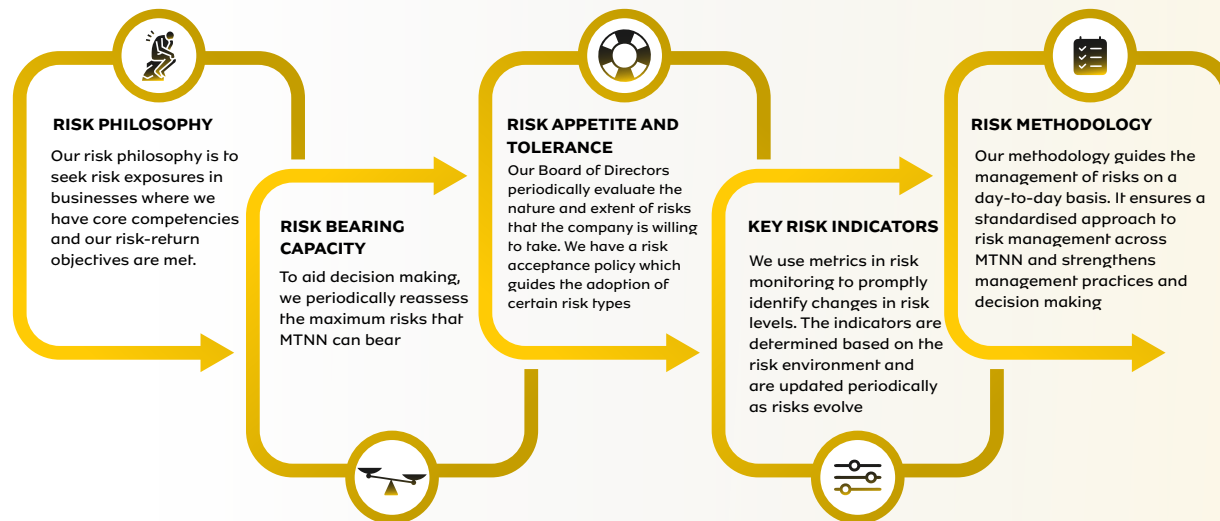 RISK PHILOSOPHY
Our risk philosophy is to
seek risk exposures in
businesses where we
have core competencies
and our risk-return
objectives are met.
RISK BEARING
CAPACITY
To aid decision making,
we periodically reassess
the maximum risks that
MTNN can bear
RISK APPETITE AND
TOLERANCE
Our Board of Directors
periodically evaluate the
nature and extent of risks
that the company is willing
to take. We have a risk
acceptance policy which
guides the adoption of
certain risk types
KEY RISK INDICATORS
We use metrics in risk
monitoring to promptly
identify changes in risk
levels. The indicators are
determined based on the
risk environment and
are updated periodically
as risks evolve
RISK METHODOLOGY
Our methodology guides the
management of risks on a
day-to-day basis. It ensures a
standardised approach to
risk management across
MTNN and strengthens
management practices and
decision making